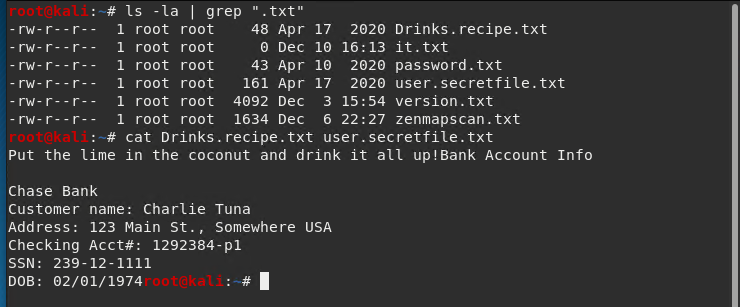 root@kali:~# ls -la | grep ".txt"
-rw-r--r--  1 root root    48 Apr 17  2020 Drinks.recipe.txt
-rw-r--r--  1 root root     0 Dec 10 16:13 it.txt
-rw-r--r--  1 root root    43 Apr 10  2020 password.txt
-rw-r--r--  1 root root   161 Apr 17  2020 user.secretfile.txt
-rw-r--r--  1 root root  4092 Dec  3 15:54 version.txt
-rw-r--r--  1 root root  1634 Dec  6 22:27 zenmapscan.txt
root@kali:~# cat Drinks.recipe.txt user.secretfile.txt
Put the lime in the coconut and drink it all up!Bank Account Info
Chase Bank
Customer name: Charlie Tuna
Address: 123 Main St., Somewhere USA
Checking Acct#: 1292384-p1
SSN: 239-12-1111
DOB: 02/01/1974root@kali:~#